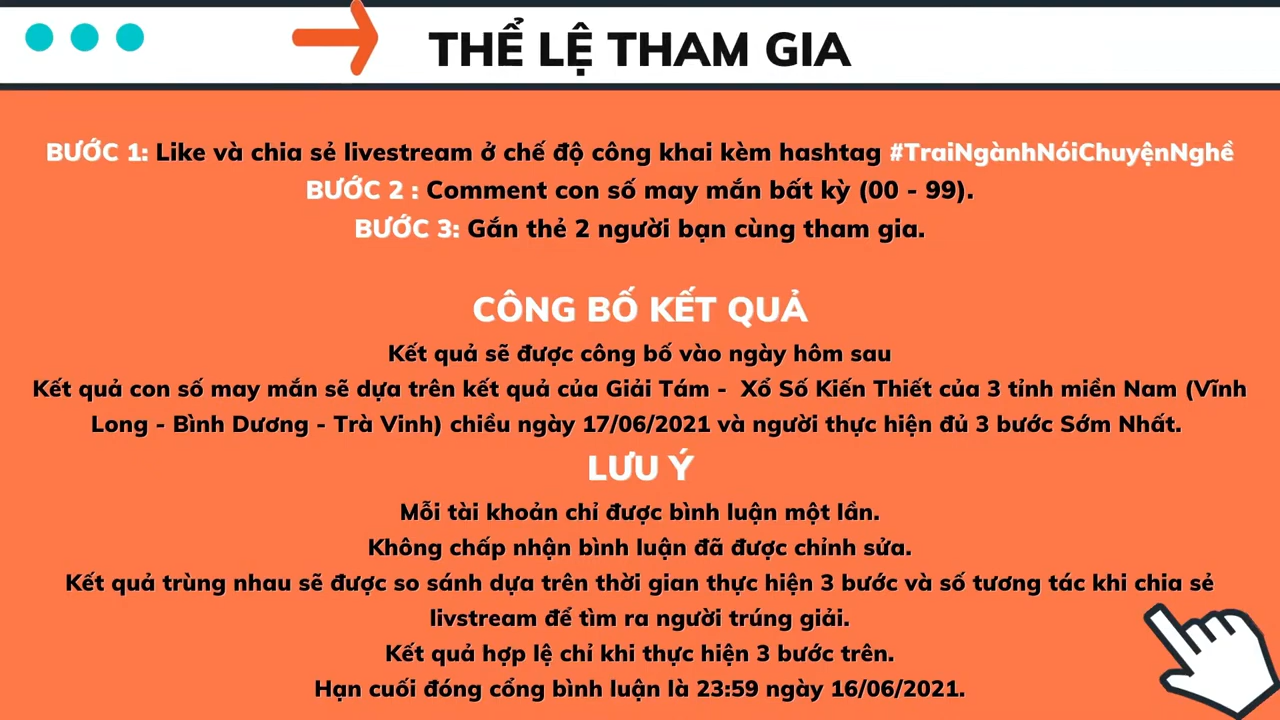 THỂ LỆ THAM GIA
BƯỚC 1: Like và chia sẻ livestream ở chế độ công khai kèm hashtag #TraiNgànhNóiChuyệnNghề
BƯỚC 2 : Comment con số may mắn bất kỳ (00 - 99).
BƯỚC 3: Gắn thẻ 2 người bạn cùng tham gia.
CÔNG BỐ KẾT QUẢ
Kết quả sẽ được công bố vào ngày hôm sau
Kết quả con số may mắn sẽ dựa trên kết quả của Giải Tám - Xổ Số Kiến Thiết của 3 tỉnh miền Nam (Vĩnh
Long - Bình Dương - Trà Vinh) chiều ngày 17/06/2021 và người thực hiện đủ 3 bước Sớm Nhất.
LƯU Ý
Mỗi tài khoản chỉ được bình luận một lần.
Không chấp nhận bình luận đã được chỉnh sửa.
Kết quả trùng nhau sẽ được so sánh dựa trên thời gian thực hiện 3 bước và số tương tác khi chia sẻ
livstream để tìm ra người trúng giải.
Kết quả hợp lệ chỉ khi thực hiện 3 bước trên.
Hạn cuối đóng cổng bình luận là 23:59 ngày 16/06/2021.